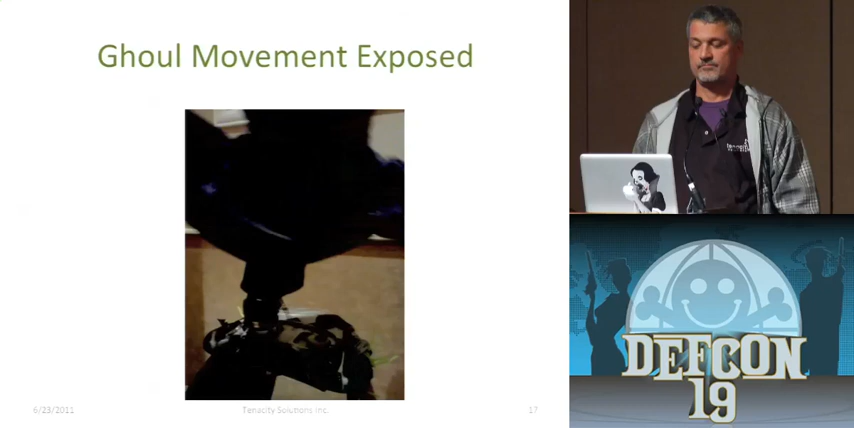 Ghoul Movement Exposed
6/23/2011
Tenacity Solutions Inc.
17
DEFCON
19